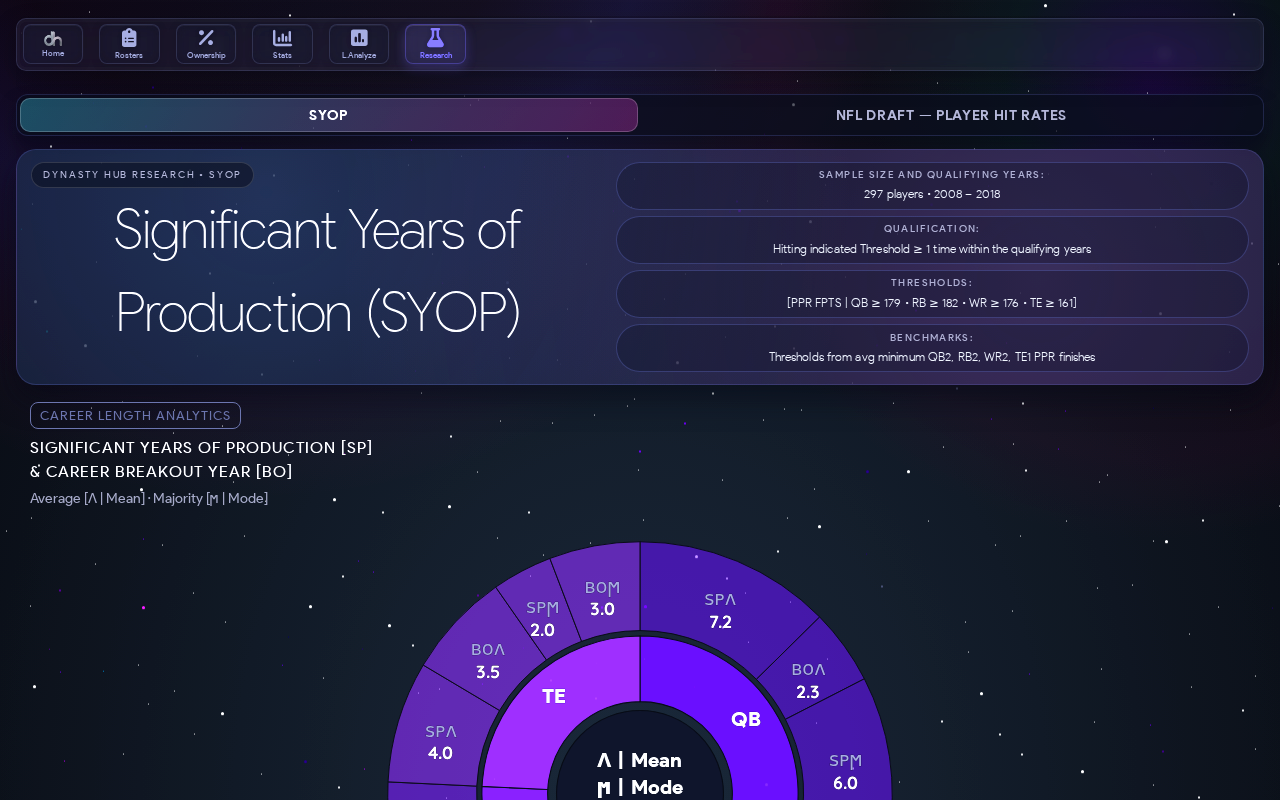 dh
Home
Rosters
Ownership
Stats
L.Analyze
Research
SYOP
NFL DRAFT — PLAYER HIT RATES
DYNASTY HUB RESEARCH • SYOP
Significant Years of
Production (SYOP)
SAMPLE SIZE AND QUALIFYING YEARS:
297 players • 2008 – 2018
QUALIFICATION:
Hitting indicated Threshold ≥ 1 time within the qualifying years
THRESHOLDS:
[PPR FPTS | QB ≥ 179 • RB ≥ 182 • WR ≥ 176 • TE ≥ 161]
BENCHMARKS:
Thresholds from avg minimum QB2, RB2, WR2, TE1 PPR finishes
CAREER LENGTH ANALYTICS
SIGNIFICANT YEARS OF PRODUCTION [SP]
& CAREER BREAKOUT YEAR [BO]
Average [Λ | Mean] · Majority [ϻ | Mode]
BOϺ
3.0
SPΛ
7.2
SPϺ
2.0
BOΛ
3.5
BOΛ
2.3
TE
QB
SPΛ
4.0
SPϺ
6.0
Λ | Mean
ϻ | Mode